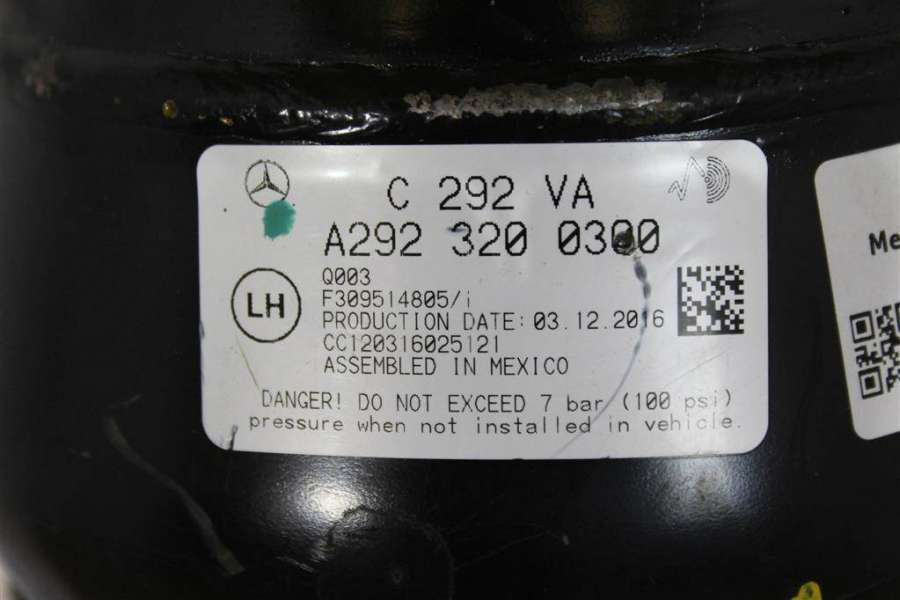 C 292 VA
A292 320 0300
Q003
F309514805/i
LH
PRODUCTION DATE: 03.12.2016
CC120316025121
ASSEMBLED IN MEXICO
DANGER! DO NOT EXCEED 7 bar (100 psi)
pressure when not installed in vehicle.
Me